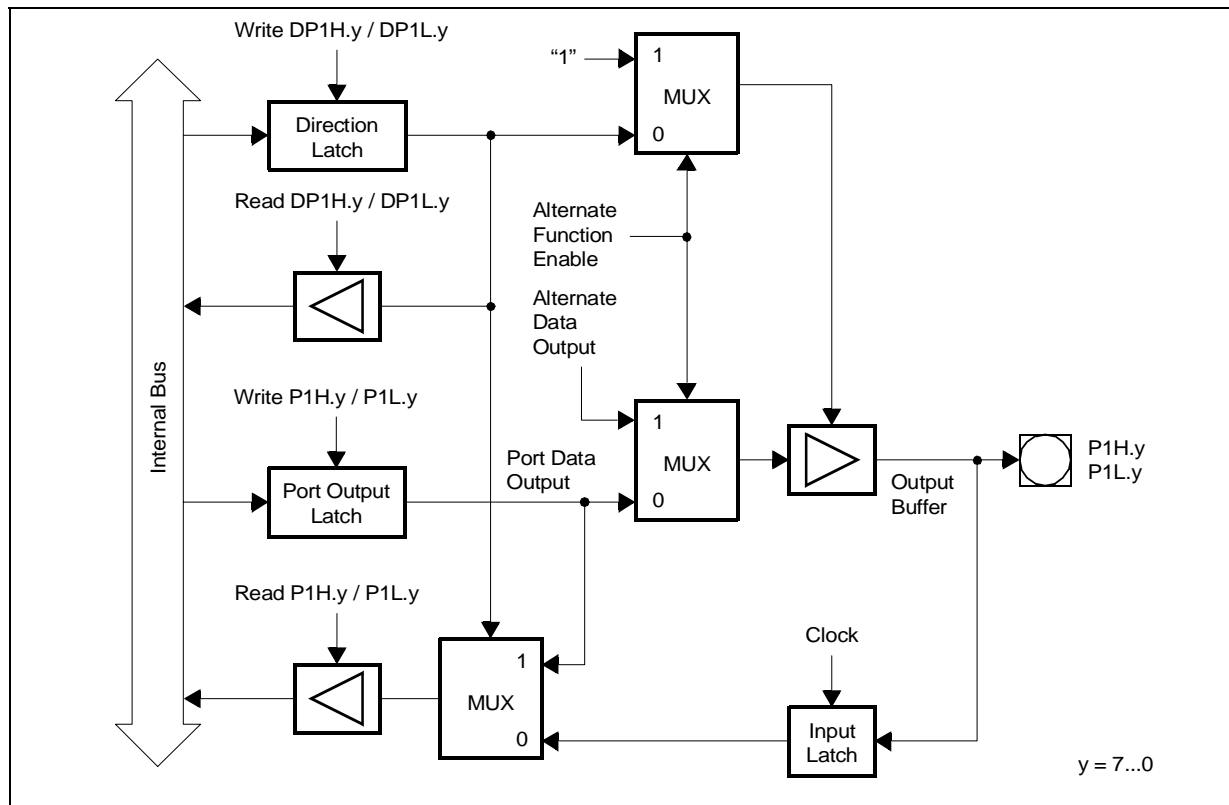 Write DP1H.y / DP1L.y
“1”
1
MUX
0
Direction
Latch
Read DP1H.y / DP1L.y
Alternate
Function
Enable
Alternate
Data
Output
Internal Bus
Write P1H.y / P1L.y
1
MUX
0
Port Data
Output
Port Output
Latch
Output
Buffer
P1H.y
P1L.y
Read P1H.y / P1L.y
1
MUX
0
Clock
Input
Latch
y = 7...0